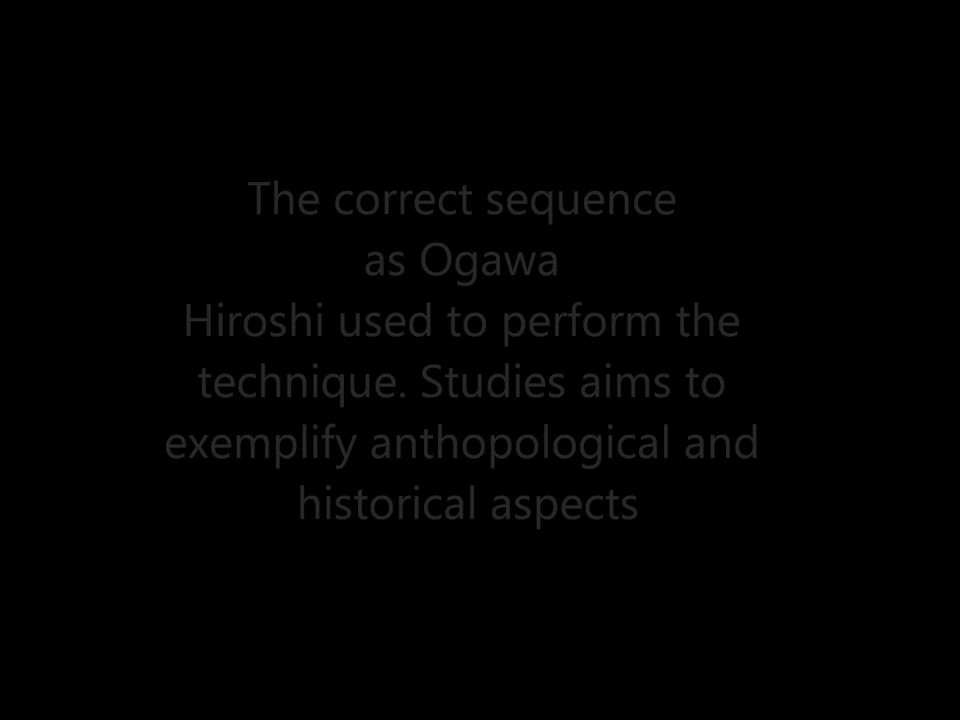 The correct sequence
as Ogawa
Hiroshi used to perform the
technique. Studies aims to
exemplify anthopological and
historical aspects